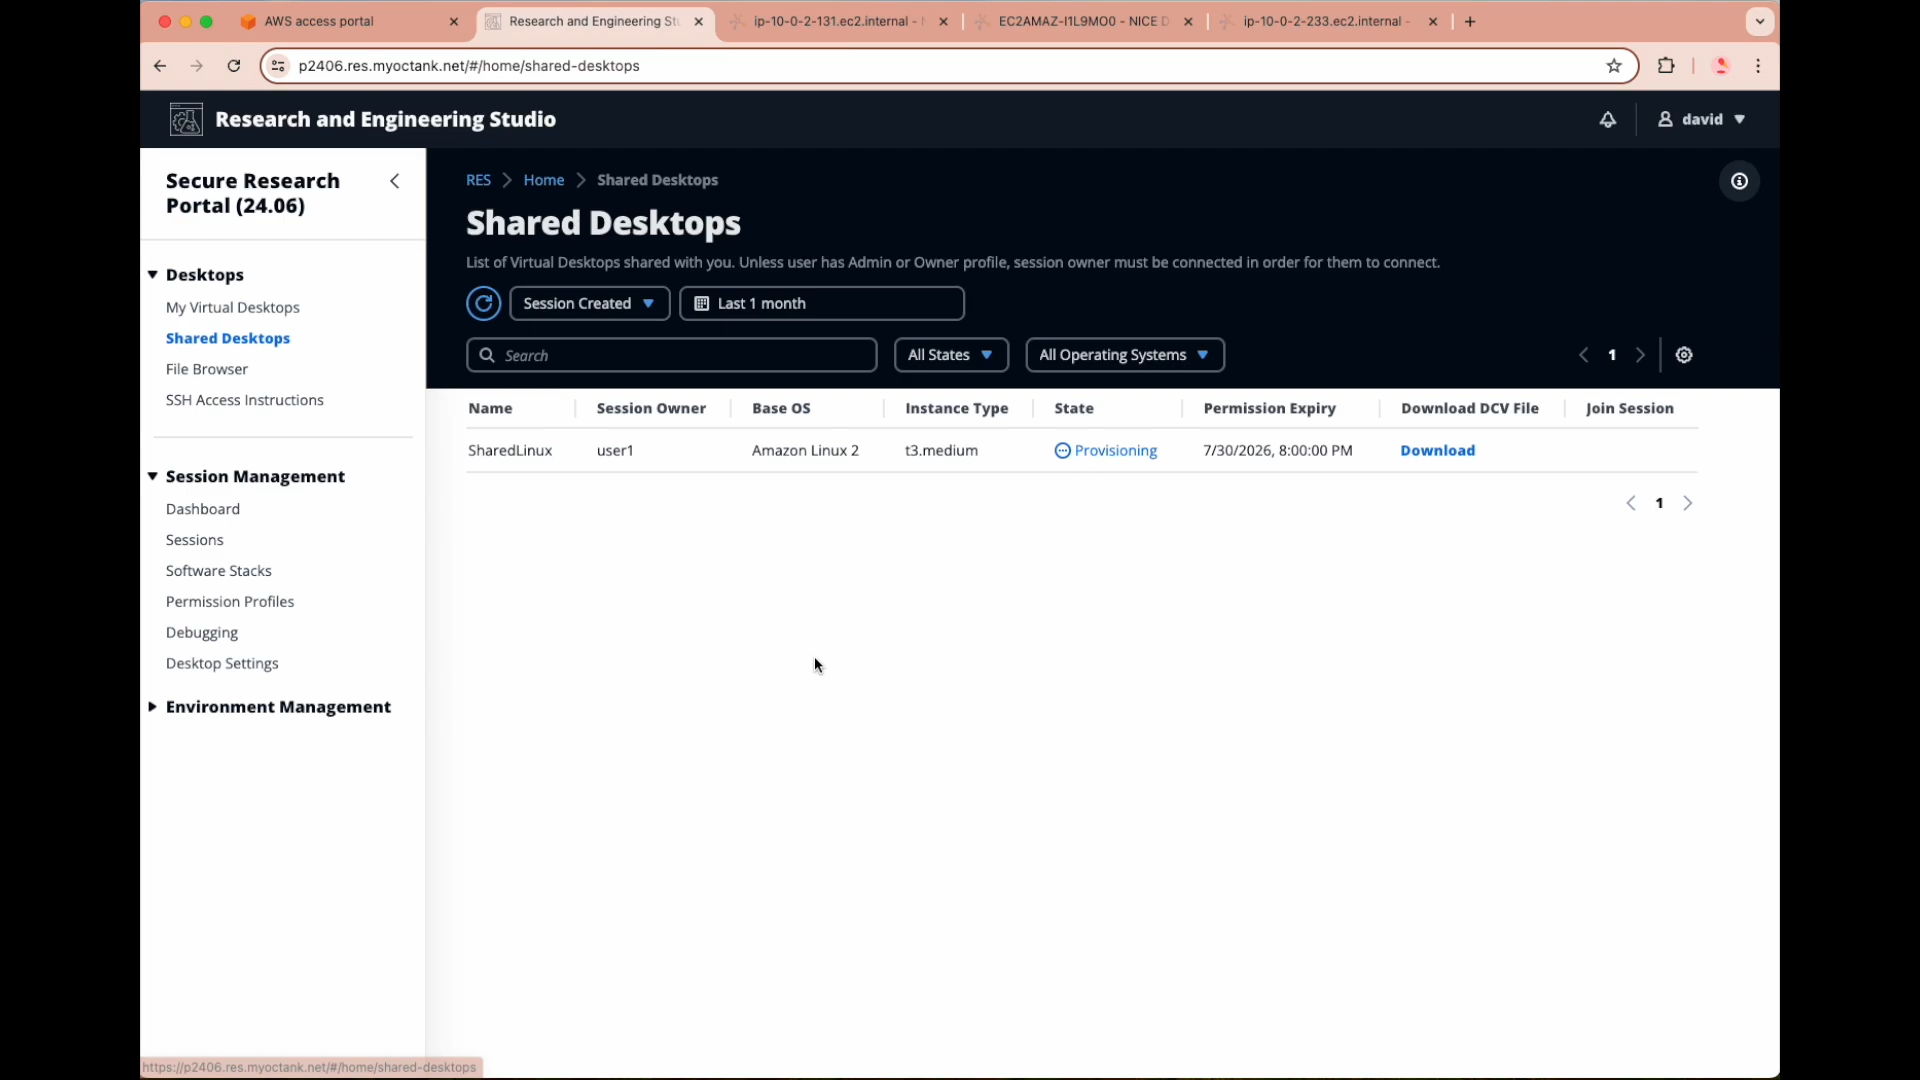 AWS access portal
Research and Engineering Stu
ip-10-0-2-131.ec2.internal -
EC2AMAZ-I1L9MO0 - NICE D
ip-10-0-2-233.ec2.internal -
p2406.res.myoctank.net/#/home/shared-desktops
Research and Engineering Studio
david
Secure Research
Portal (24.06)
Desktops
My Virtual Desktops
Shared Desktops
File Browser
SSH Access Instructions
Session Management
Dashboard
Sessions
Software Stacks
Permission Profiles
Debugging
Desktop Settings
Environment Management
RES > Home > Shared Desktops
Shared Desktops
List of Virtual Desktops shared with you. Unless user has Admin or Owner profile, session owner must be connected in order for them to connect.
Session Created
Last 1 month
Search
All States
All Operating Systems
1
Name Session Owner Base OS Instance Type State Permission Expiry Download DCV File Join Session
SharedLinux user1 Amazon Linux 2 t3.medium Provisioning 7/30/2026, 8:00:00 PM Download
1
https://p2406.res.myoctank.net/#/home/shared-desktops